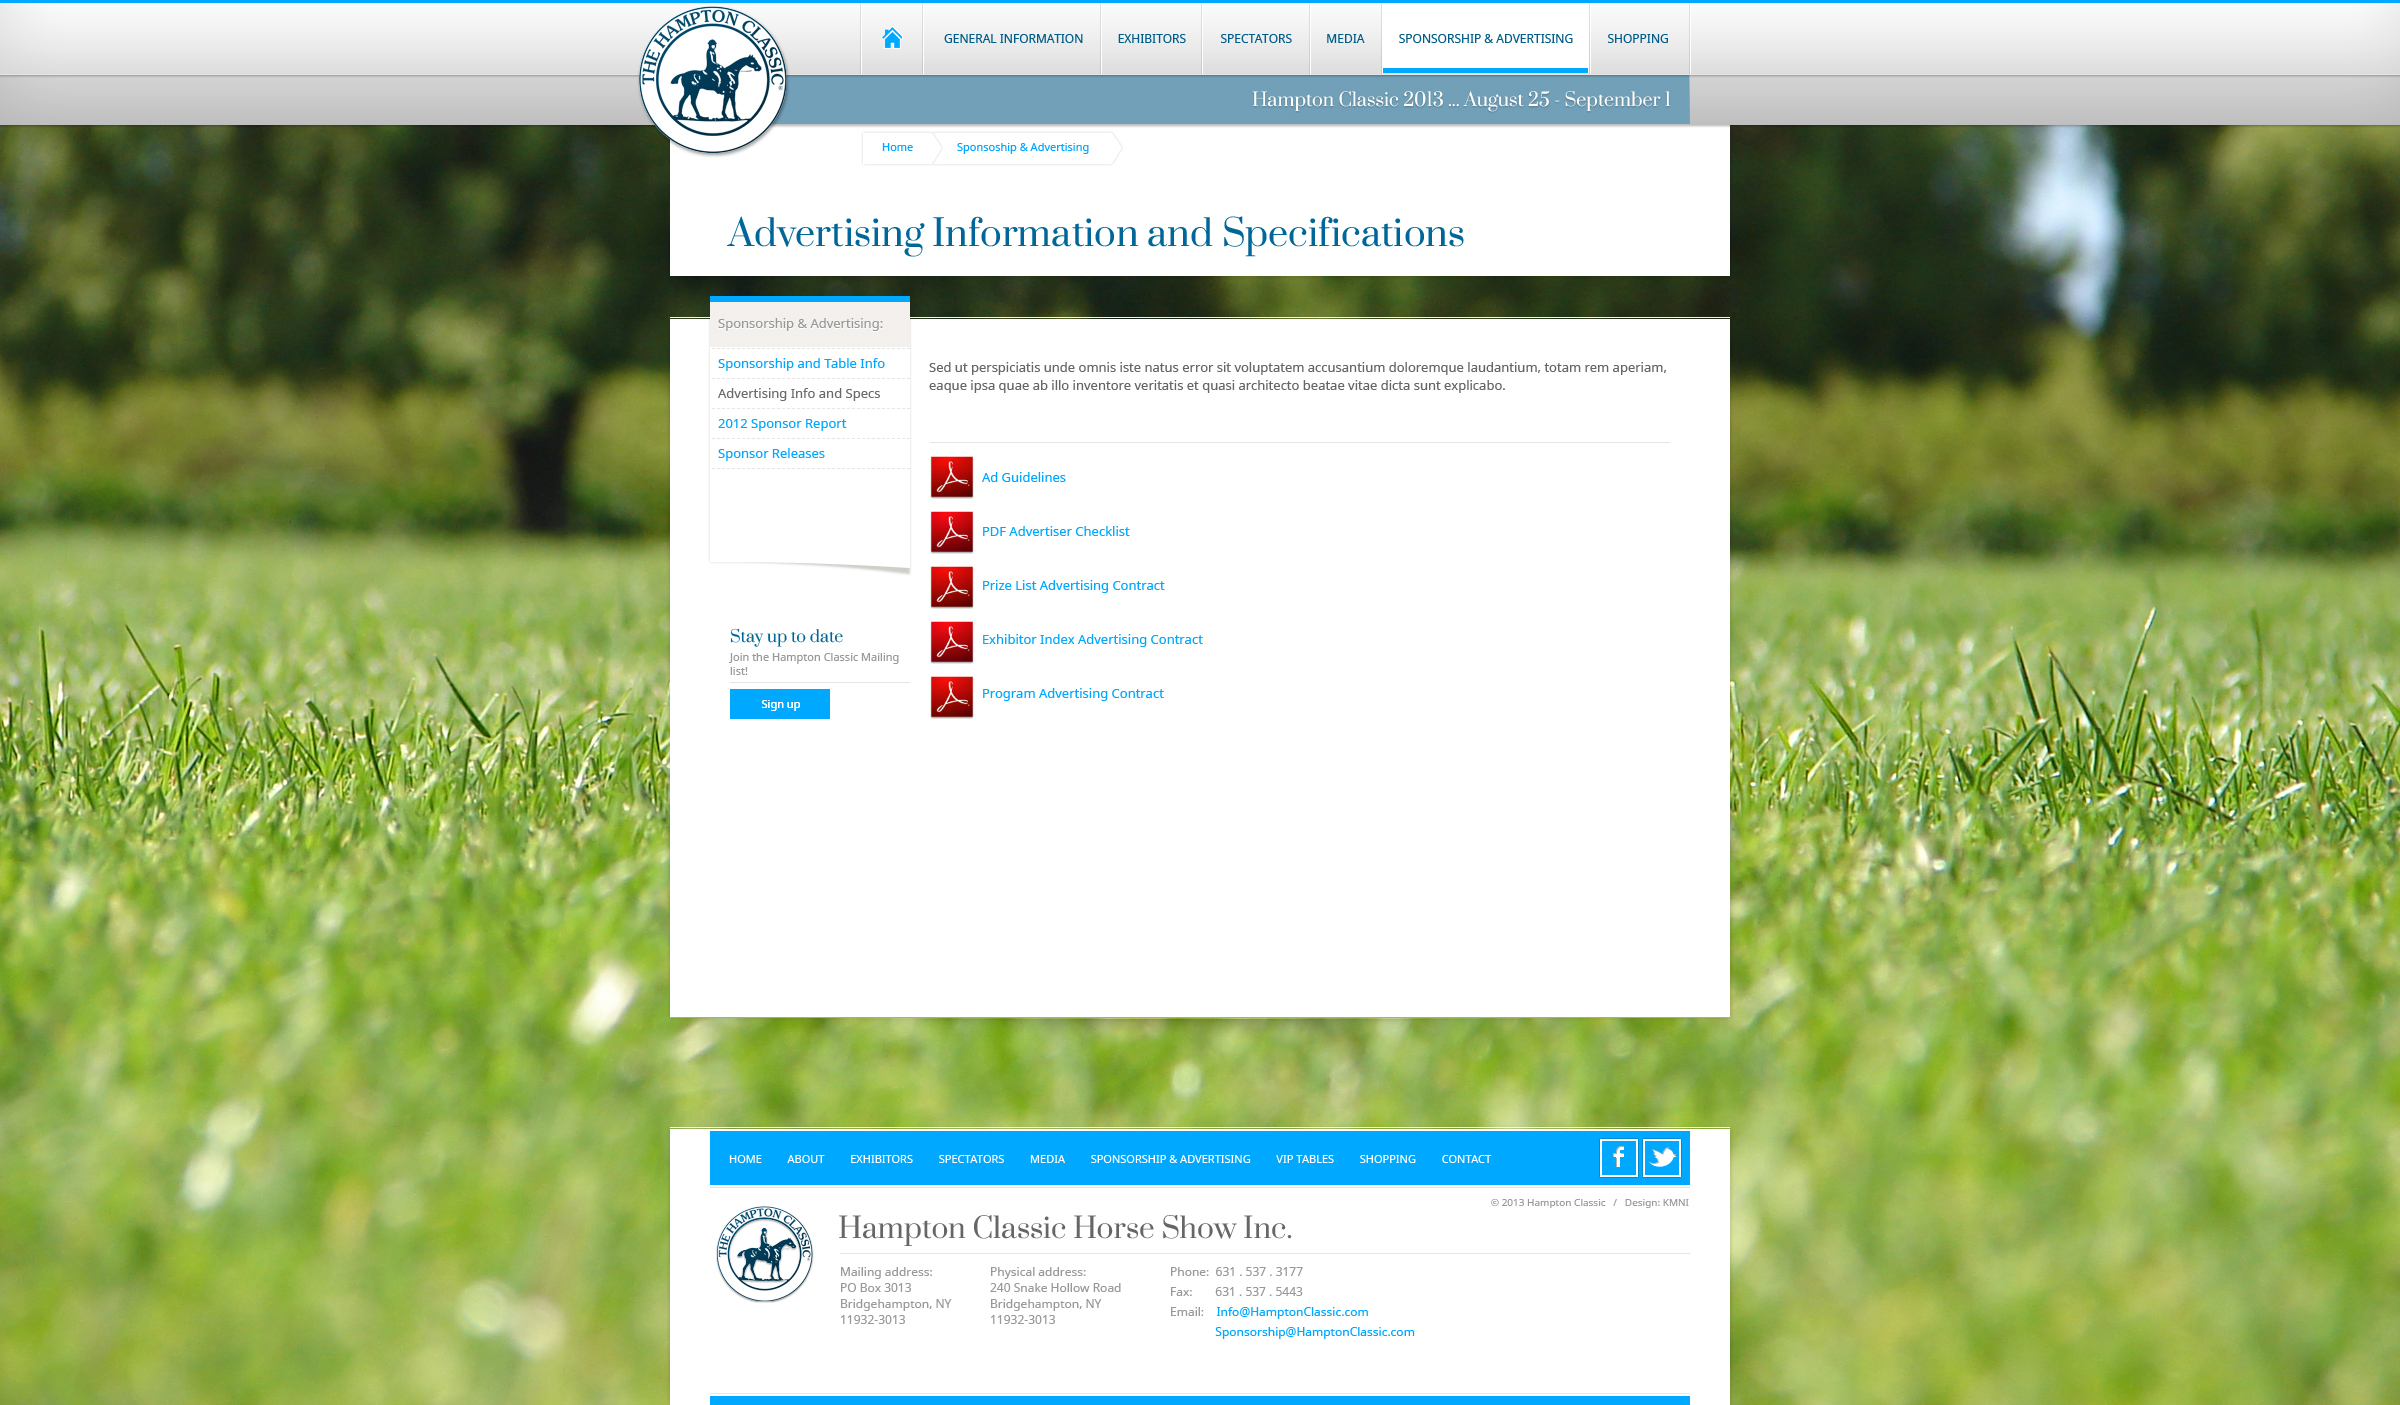 THE HAMPTON CLASSIC
GENERAL INFORMATION
EXHIBITORS
SPECTATORS
MEDIA
SPONSORSHIP & ADVERTISING
SHOPPING
Hampton Classic 2013 ... August 25 - September 1
Home
Sponsoship & Advertising
Advertising Information and Specifications
Sponsorship & Advertising:
Sponsorship and Table Info
Advertising Info and Specs
2012 Sponsor Report
Sponsor Releases
Stay up to date
Join the Hampton Classic Mailing
list!
Sign up
Sed ut perspiciatis unde omnis iste natus error sit voluptatem accusantium doloremque laudantium, totam rem aperiam,
eaque ipsa quae ab illo inventore veritatis et quasi architecto beatae vitae dicta sunt explicabo.
Ad Guidelines
PDF Advertiser Checklist
Prize List Advertising Contract
Exhibitor Index Advertising Contract
Program Advertising Contract
HOME
ABOUT
EXHIBITORS
SPECTATORS
MEDIA
SPONSORSHIP & ADVERTISING
VIP TABLES
SHOPPING
CONTACT
© 2013 Hampton Classic / Design: KMNI
THE HAMPTON CLASSIC
Hampton Classic Horse Show Inc.
Mailing address:
PO Box 3013
Bridgehampton, NY
11932-3013
Physical address:
240 Snake Hollow Road
Bridgehampton, NY
11932-3013
Phone: 631 . 537 . 3177
Fax: 631 . 537 . 5443
Email: Info@HamptonClassic.com
Sponsorship@HamptonClassic.com